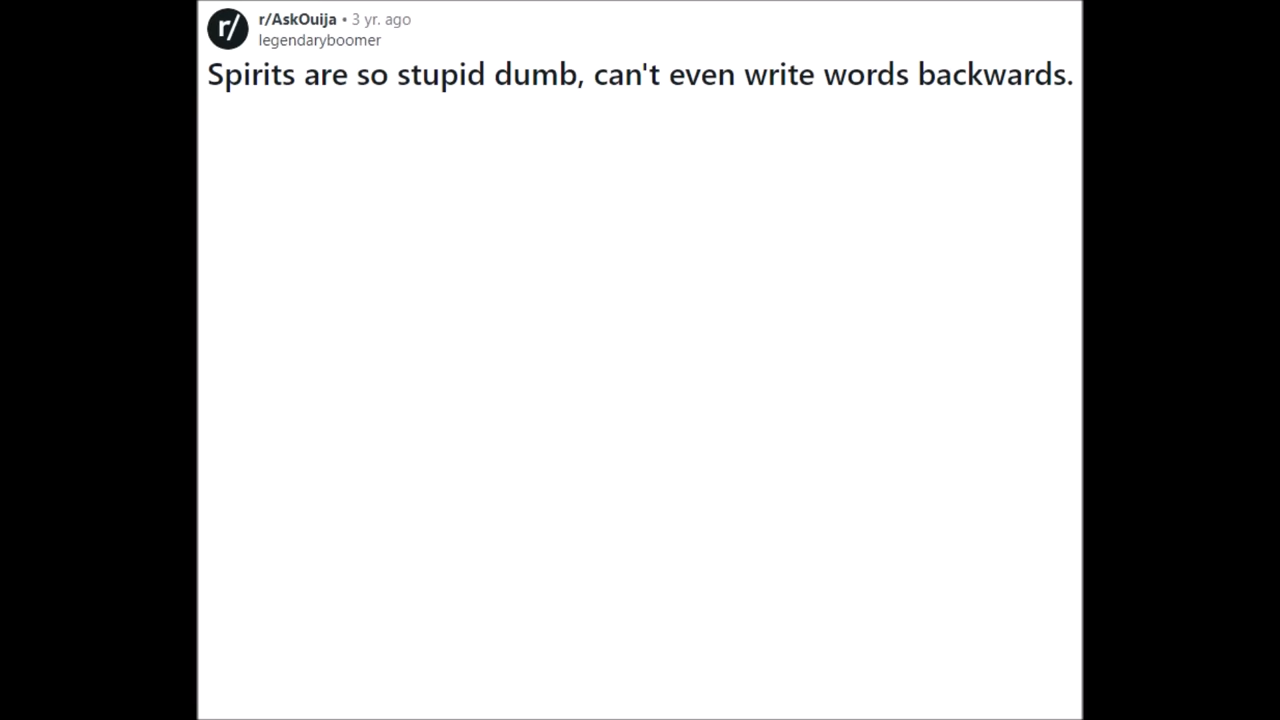 r/ r/AskOuija • 3 yr. ago
legendaryboomer
Spirits are so stupid dumb, can't even write words backwards.